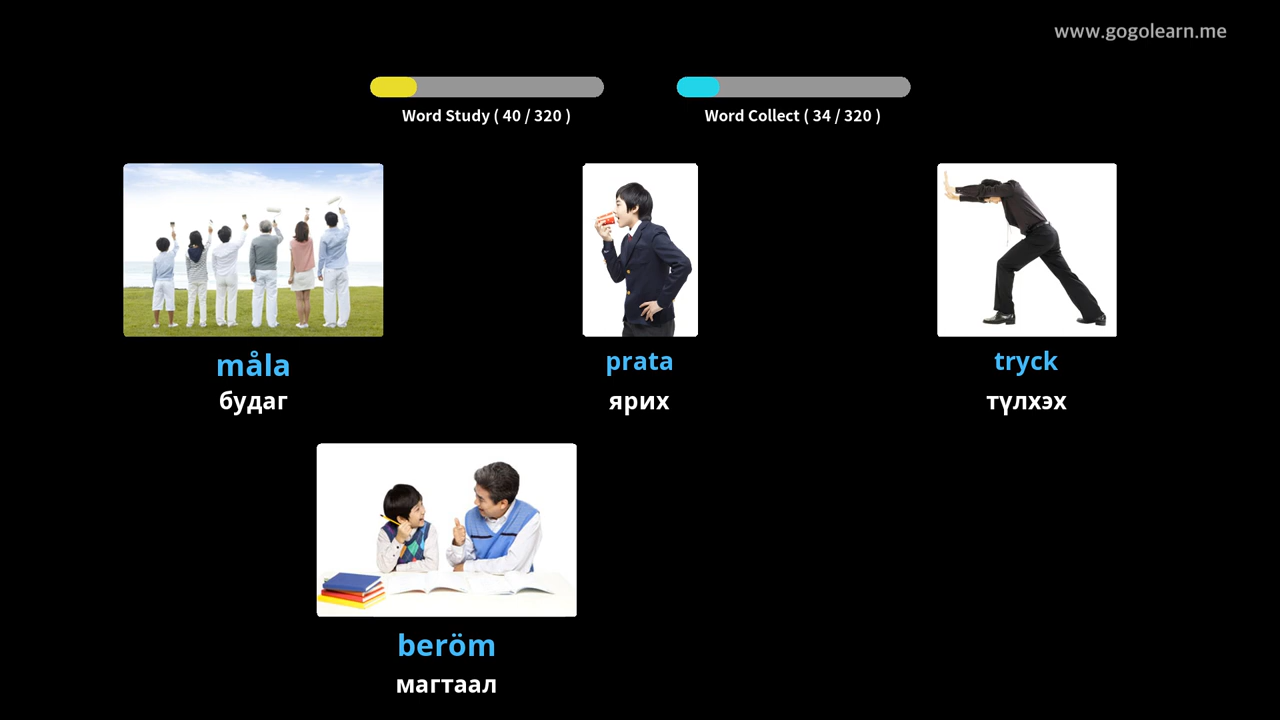 www.gogolearn.me
Word Study ( 40 / 320 )
Word Collect ( 34 / 320 )
måla
будаг
prata
ярих
tryck
түлхэх
beröm
магтаал